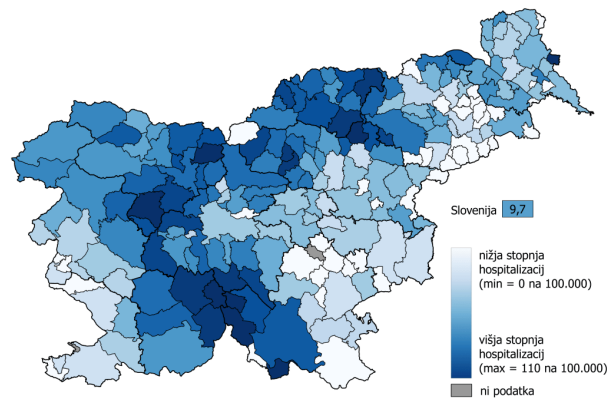 Slovenija 9,7
nižja stopnja
hospitalizacij
(min = 0 na 100.000)
višja stopnja
hospitalizacij
(max = 110 na 100.000)
ni podatka